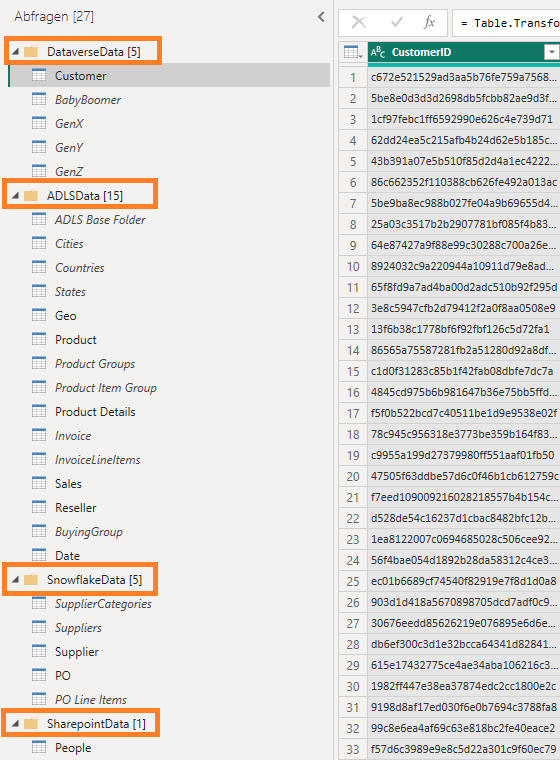 Abfragen [27]
DataverseData [5]
Customer
BabyBoomer
GenX
GenY
GenZ
ADLSData [15]
ADLS Base Folder
Cities
Countries
States
Geo
Product
Product Groups
Product Item Group
Product Details
Invoice
InvoiceLineItems
Sales
Reseller
BuyingGroup
Date
SnowflakeData [5]
SupplierCategories
Suppliers
Supplier
PO
PO Line Items
SharepointData [1]
People
fx
= Table.Transfo
ABC CustomerID
1 c672e521529ad3aa5b76fe759a7568...
2 5be8e0d3d3d2698db5fcbb82ae9d3f...
3 1cf97febc1ff6592990e626c4e739d71
4 62dd24ea5c215afb4b24d62e5b185c...
5 43b391a07e5b510f85d2d4a1ec4222...
6 86c662352f110388cb626fe492a013ac
7 5be9ba8ec988b027fe04a9b69655d4...
8 25a03c3517b2b2907781bf085f4b83...
9 64e87427a9f88e99c30288c700a26e...
10 8924032c9a220944a10911d79e8ad...
11 65f8fd9a7ad4ba00d2adc510b92f295d
12 3e8c5947cfb2d79412f2a0f8aa0508e9
13 13f6b38c1778bf6f92fbf126c5d72fa1
14 86565a75587281fb2a51280d92a8df...
15 c1d0f31283c85b1f42fab08dbfe7dc7a
16 4845cd975b6b981647b36e75bb5ffd...
17 f5f0b522bcd7c40511be1d9e9538e02f
18 78c945c956318e3773be359b164f83...
19 c9955a199d27379980ff551aaf01fb50
20 47505f63ddbe57d6c0f46b1cb612759c
21 f7eed109009216028218557b4b154c...
22 d528de54c16237d1cbac8482bfc12b...
23 1ea8122007c0694685028c506cee92...
24 56f4bae054d1892b28da58312c4ce3...
25 ec01b6689cf74540f82919e7f8d1d0a8
26 903d1d418a5670898705dcd7adf0c9...
27 30676eedd85626219e076895e6d6e...
28 db6ef300c3d1e32bcca64341d82841...
29 615e17432775ce4ae34aba106216c3...
30 1982ff447e38ea37874edc2cc1800e2c
31 9198d8af17ed030f6e0b7694c3788fa8
32 99c8e6ea4af69c63e818bc2fe40eace2
33 f57d6c3989e9e8c5d22a301c9f60ec79